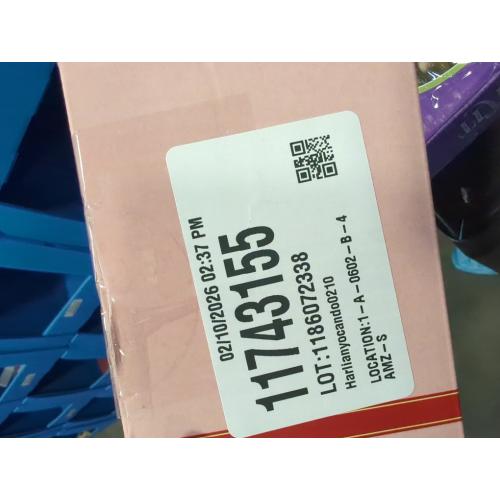 02/10/2026 02:37 PM
11743155
LOT:1186072338
Harlianyocando0210
LOCATION:1-A-0602-B-4
AMZ-S